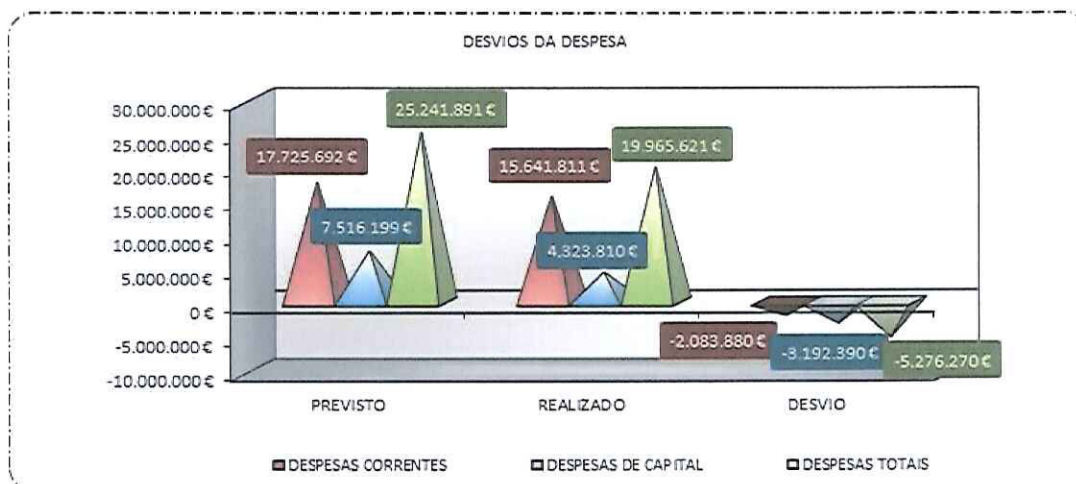 DESVIOS DA DESPESA
30.000.000 €
25.000.000 €
20.000.000 €
15.000.000 €
10.000.000 €
5.000.000 €
0 €
-5.000.000 €
-10.000.000 €
17.725.692 €
7.516.199 €
25.241.891 €
15.641.811 €
4.323.810 €
19.965.621 €
-2.083.880 €
-3.192.390 €
-5.276.270 €
PREVISTO
REALIZADO
DESVIO
DESPESAS CORRENTES
DESPESAS DE CAPITAL
DESPESAS TOTAIS